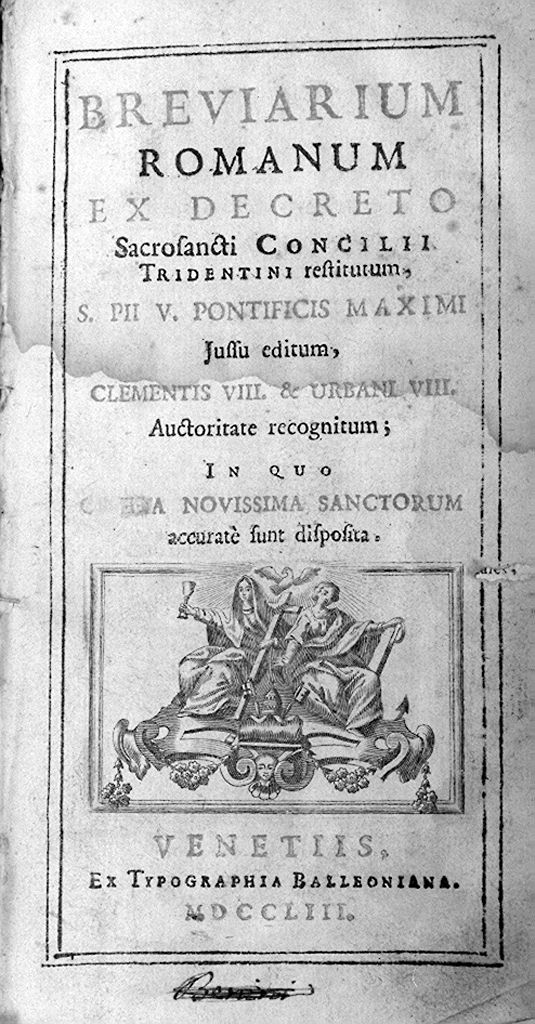 BREVIARIUM
ROMANUM
EX DECRETO
Sacroſancti CONCILII
TRIDENTINI reſtitutum,
S. PII V. PONTIFICIS MAXIMI
Juſſu editum,
CLEMENTIS VIII. & URBANI VIII.
Auctoritate recognitum;
IN QUO
NOVISSIMA SANCTORUM
accuratè ſunt diſpoſita.
VENETIIS,
EX TYPOGRAPHIA BALLEONIANA.
MDCCLIII.